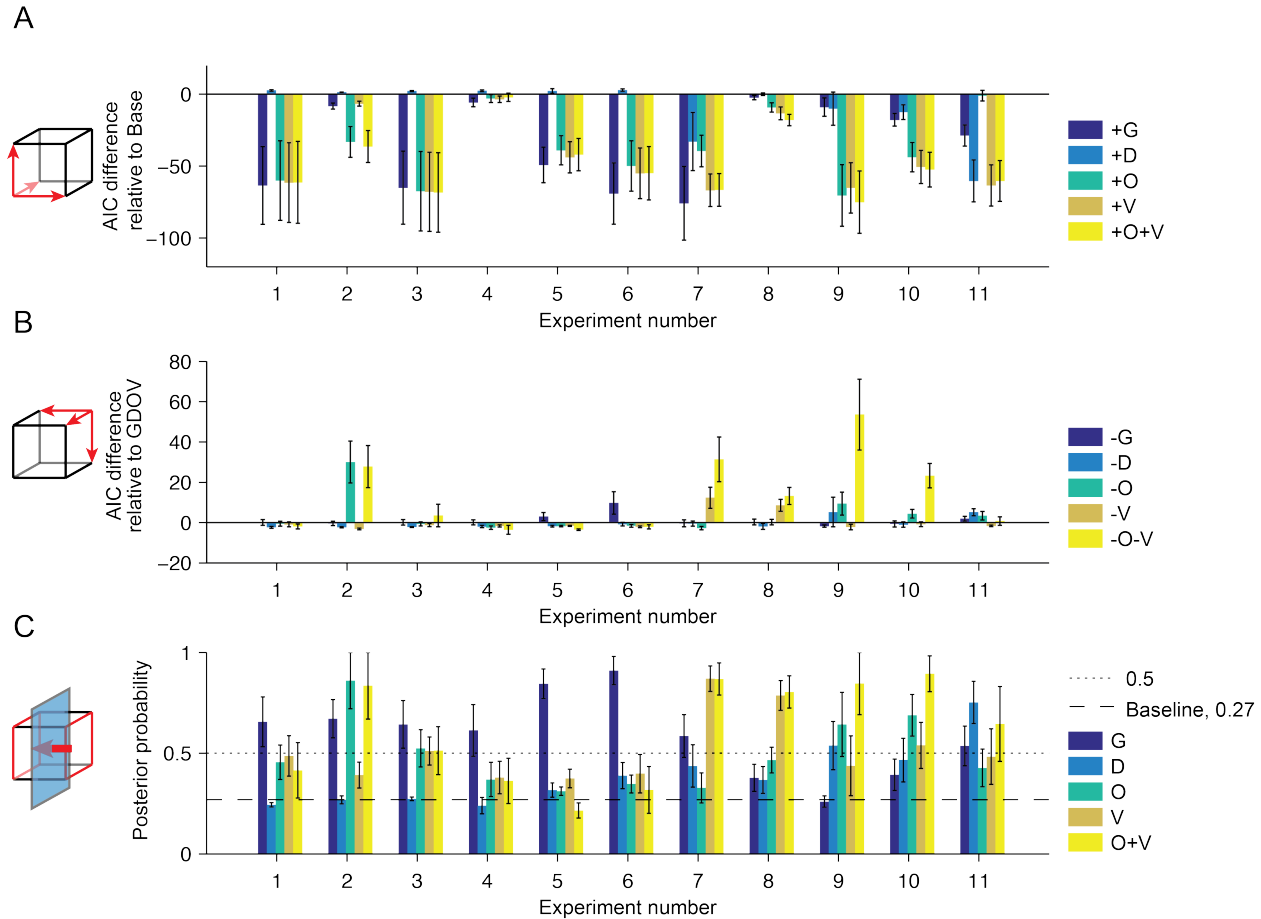 A
AIC difference
relative to Base
0
−50
−100
1 2 3 4 5 6 7 8 9 10 11
Experiment number
+G
+D
+O
+V
+O+V
B
AIC difference
relative to GDOV
80
60
40
20
0
−20
1 2 3 4 5 6 7 8 9 10 11
Experiment number
-G
-D
-O
-V
-O-V
C
Posterior probability
1
0.5
0
1 2 3 4 5 6 7 8 9 10 11
Experiment number
0.5
Baseline, 0.27
G
D
O
V
O+V